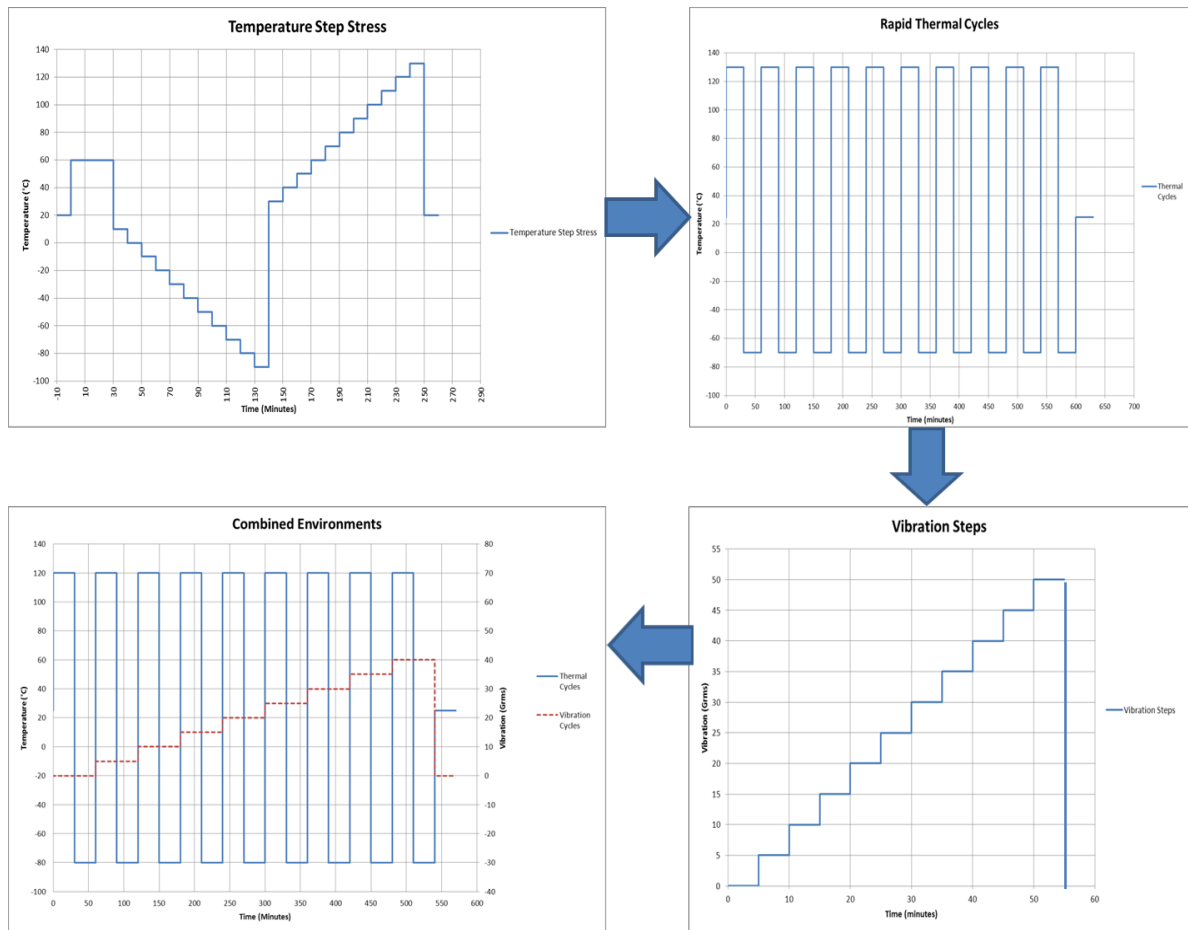 Temperature Step Stress
140
120
100
80
60
40
20
0
-20
-40
-60
-80
-100
Temperature (°C)
-10 10 30 50 70 90 110 130 150 170 190 210 230 250 270 290
Time (Minutes)
Temperature Step Stress
Rapid Thermal Cycles
140
120
100
80
60
40
20
0
-20
-40
-60
-80
-100
Temperature (°C)
0 50 100 150 200 250 300 350 400 450 500 550 600 650 700
Time (minutes)
Thermal
Cycles
Combined Environments
140
120
100
80
60
40
20
0
-20
-40
-60
-80
-100
Temperature (°C)
80
70
60
50
40
30
20
10
0
-10
-20
-30
-40
Vibration (Grms)
0 50 100 150 200 250 300 350 400 450 500 550 600
Time (Minutes)
Thermal
Cycles
Vibration
Cycles
Vibration Steps
55
50
45
40
35
30
25
20
15
10
5
0
Vibration (Grms)
0 10 20 30 40 50 60
Time (minutes)
Vibration Steps